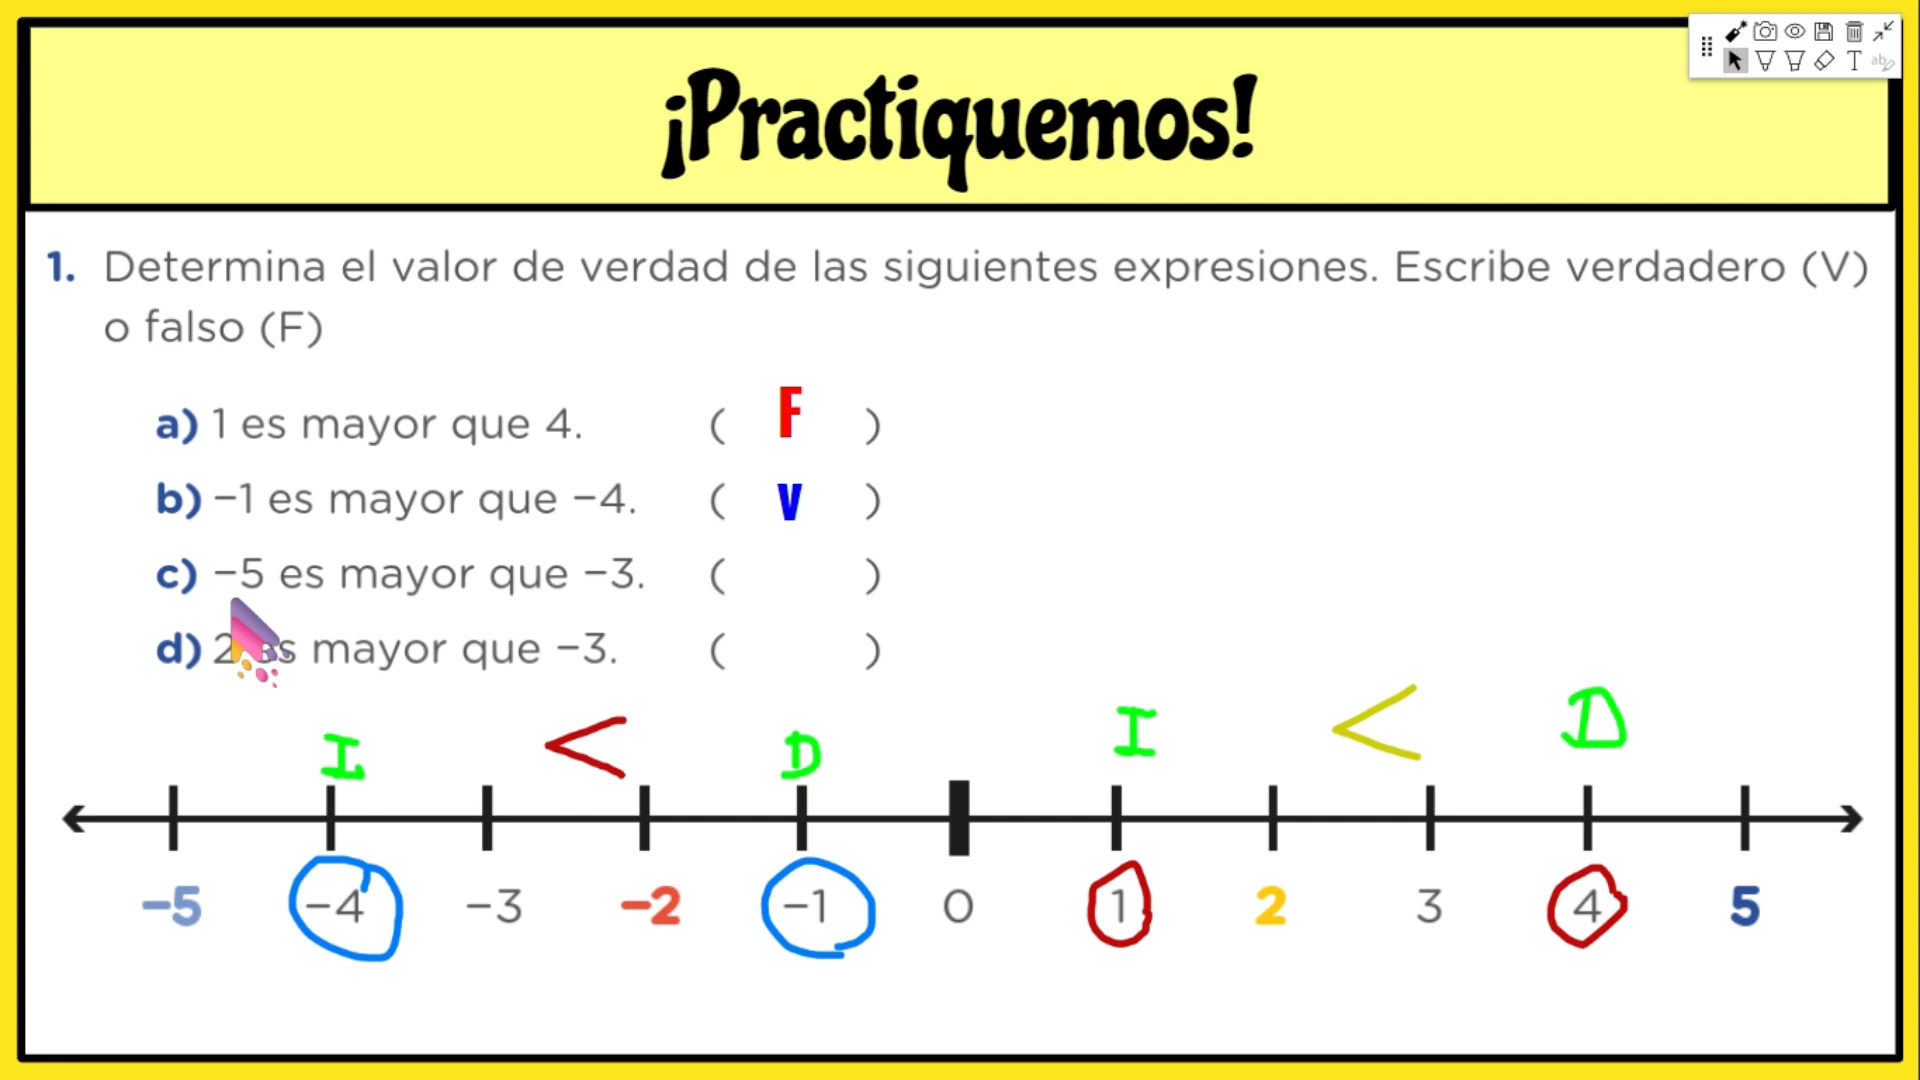 ¡Practiquemos!
1. Determina el valor de verdad de las siguientes expresiones. Escribe verdadero (V)
o falso (F)
a) 1 es mayor que 4. ( F )
b) −1 es mayor que −4. ( V )
c) −5 es mayor que −3. ( )
d) 2 es mayor que −3. ( )
I < D I < D
−5 −4 −3 −2 −1 0 1 2 3 4 5